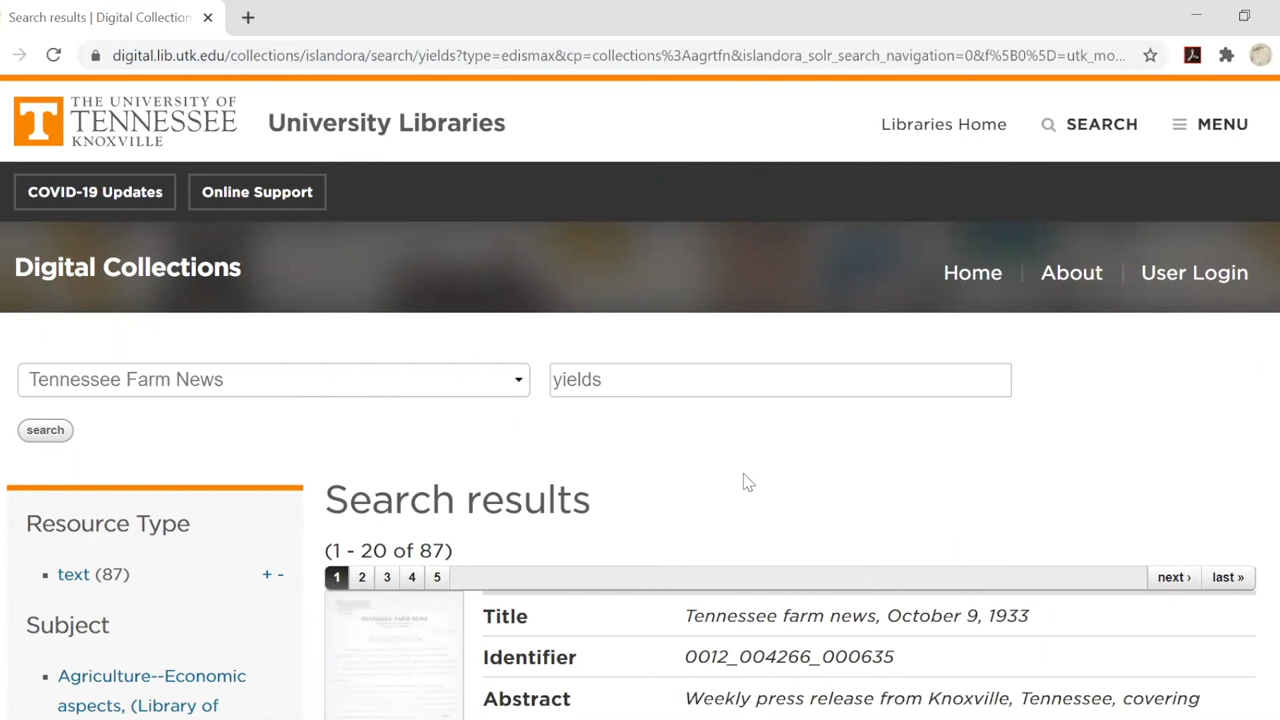 Search results | Digital Collection
digital.lib.utk.edu/collections/islandora/search/yields?type=edismax&cp=collections%3Aagrtfn&islandora_solr_search_navigation=0&f%5B0%5D=utk_mo...
THE UNIVERSITY OF
TENNESSEE
KNOXVILLE
University Libraries
Libraries Home
SEARCH
MENU
COVID-19 Updates
Online Support
Digital Collections
Home
About
User Login
Tennessee Farm News
yields
search
Resource Type
text (87)
+ -
Subject
Agriculture--Economic
aspects, (Library of
Search results
(1 - 20 of 87)
1 2 3 4 5 next › last »
TENNESSEE FARM NEWS
Title Tennessee farm news, October 9, 1933
Identifier 0012_004266_000635
Abstract Weekly press release from Knoxville, Tennessee, covering